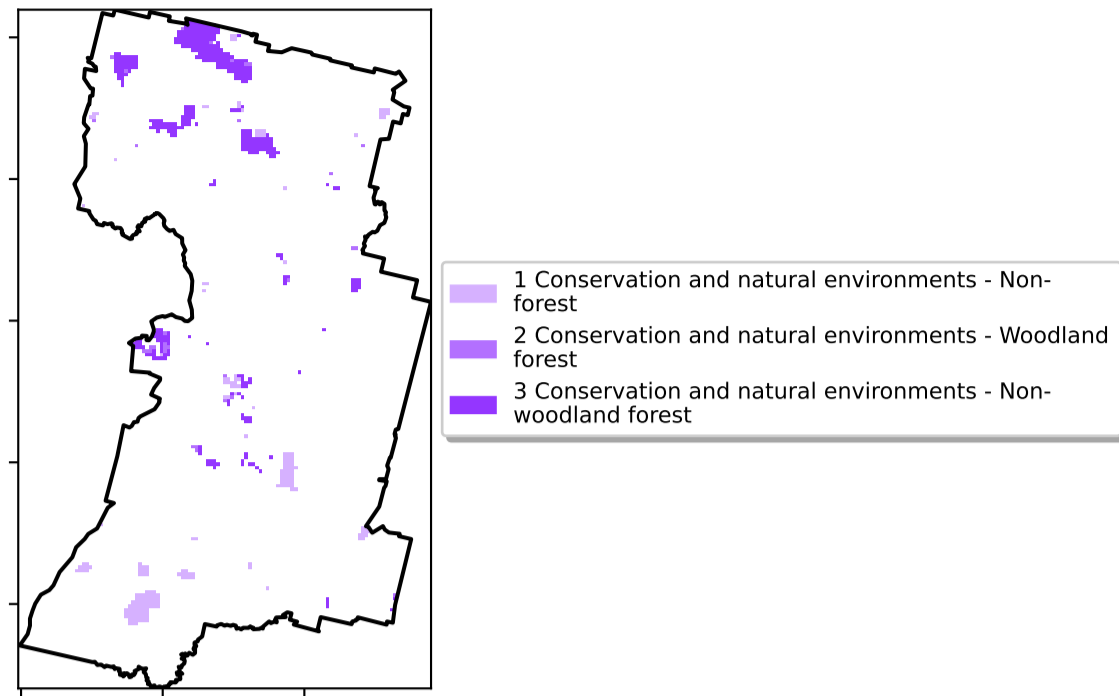 1 Conservation and natural environments - Non-
forest
2 Conservation and natural environments - Woodland
forest
3 Conservation and natural environments - Non-
woodland forest